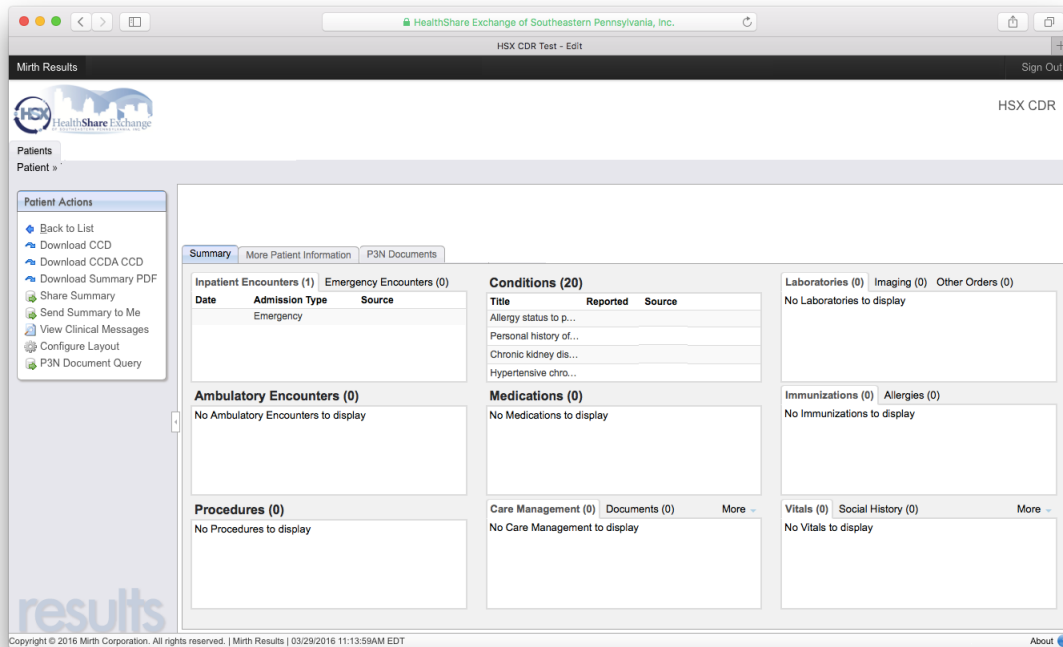 HealthShare Exchange of Southeastern Pennsylvania, Inc.
HSX CDR Test - Edit
Mirth Results
Sign Out
HSX
HealthShare Exchange
OF SOUTHEASTERN PENNSYLVANIA, INC.
HSX CDR
Patients
Patient »
Patient Actions
Back to List
Download CCD
Download CCDA CCD
Download Summary PDF
Share Summary
Send Summary to Me
View Clinical Messages
Configure Layout
P3N Document Query
Summary More Patient Information P3N Documents
Inpatient Encounters (1) Emergency Encounters (0)
Date Admission Type Source
Emergency
Conditions (20)
Title Reported Source
Allergy status to p...
Personal history of...
Chronic kidney dis...
Hypertensive chro...
Laboratories (0) Imaging (0) Other Orders (0)
No Laboratories to display
Ambulatory Encounters (0)
No Ambulatory Encounters to display
Medications (0)
No Medications to display
Immunizations (0) Allergies (0)
No Immunizations to display
Procedures (0)
No Procedures to display
Care Management (0) Documents (0) More
No Care Management to display
Vitals (0) Social History (0) More
No Vitals to display
results
Copyright © 2016 Mirth Corporation. All rights reserved. | Mirth Results | 03/29/2016 11:13:59AM EDT
About